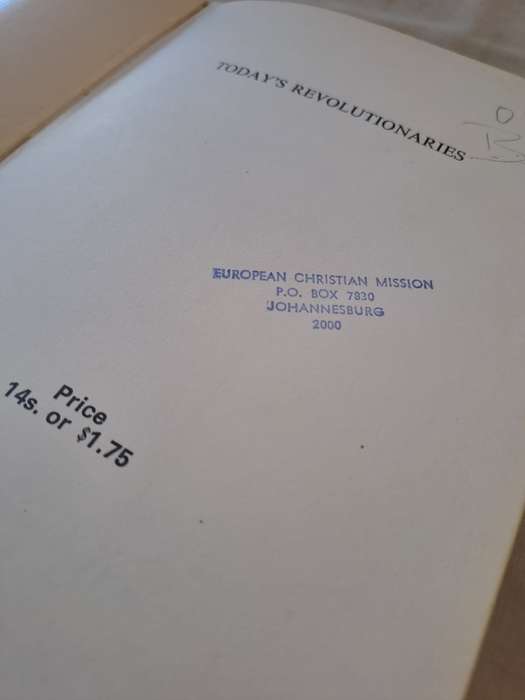 TODAY'S REVOLUTIONARIES
EUROPEAN CHRISTIAN MISSION
P.O. BOX 7830
JOHANNESBURG
2000
Price
14s. or $1.75